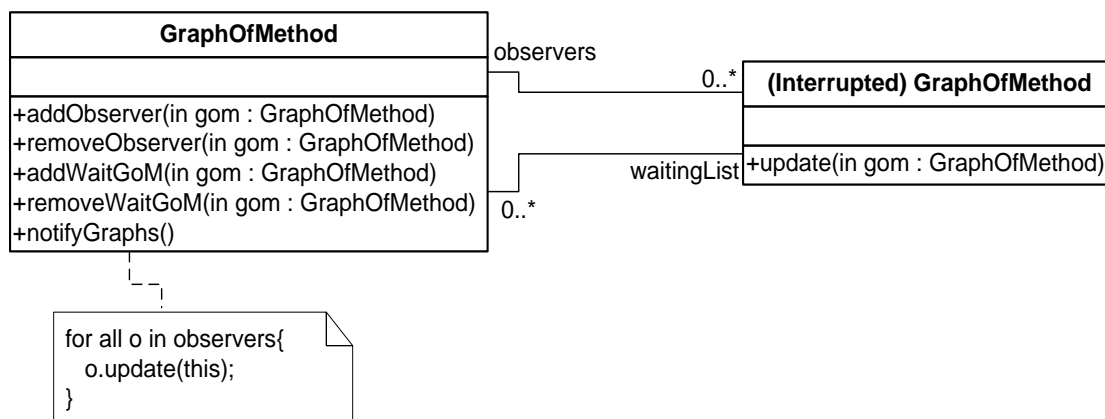 GraphOfMethod
+addObserver(in gom : GraphOfMethod)
+removeObserver(in gom : GraphOfMethod)
+addWaitGoM(in gom : GraphOfMethod)
+removeWaitGoM(in gom : GraphOfMethod)
+notifyGraphs()
observers
0..*
(Interrupted) GraphOfMethod
+update(in gom : GraphOfMethod)
waitingList
0..*
for all o in observers{
o.update(this);
}